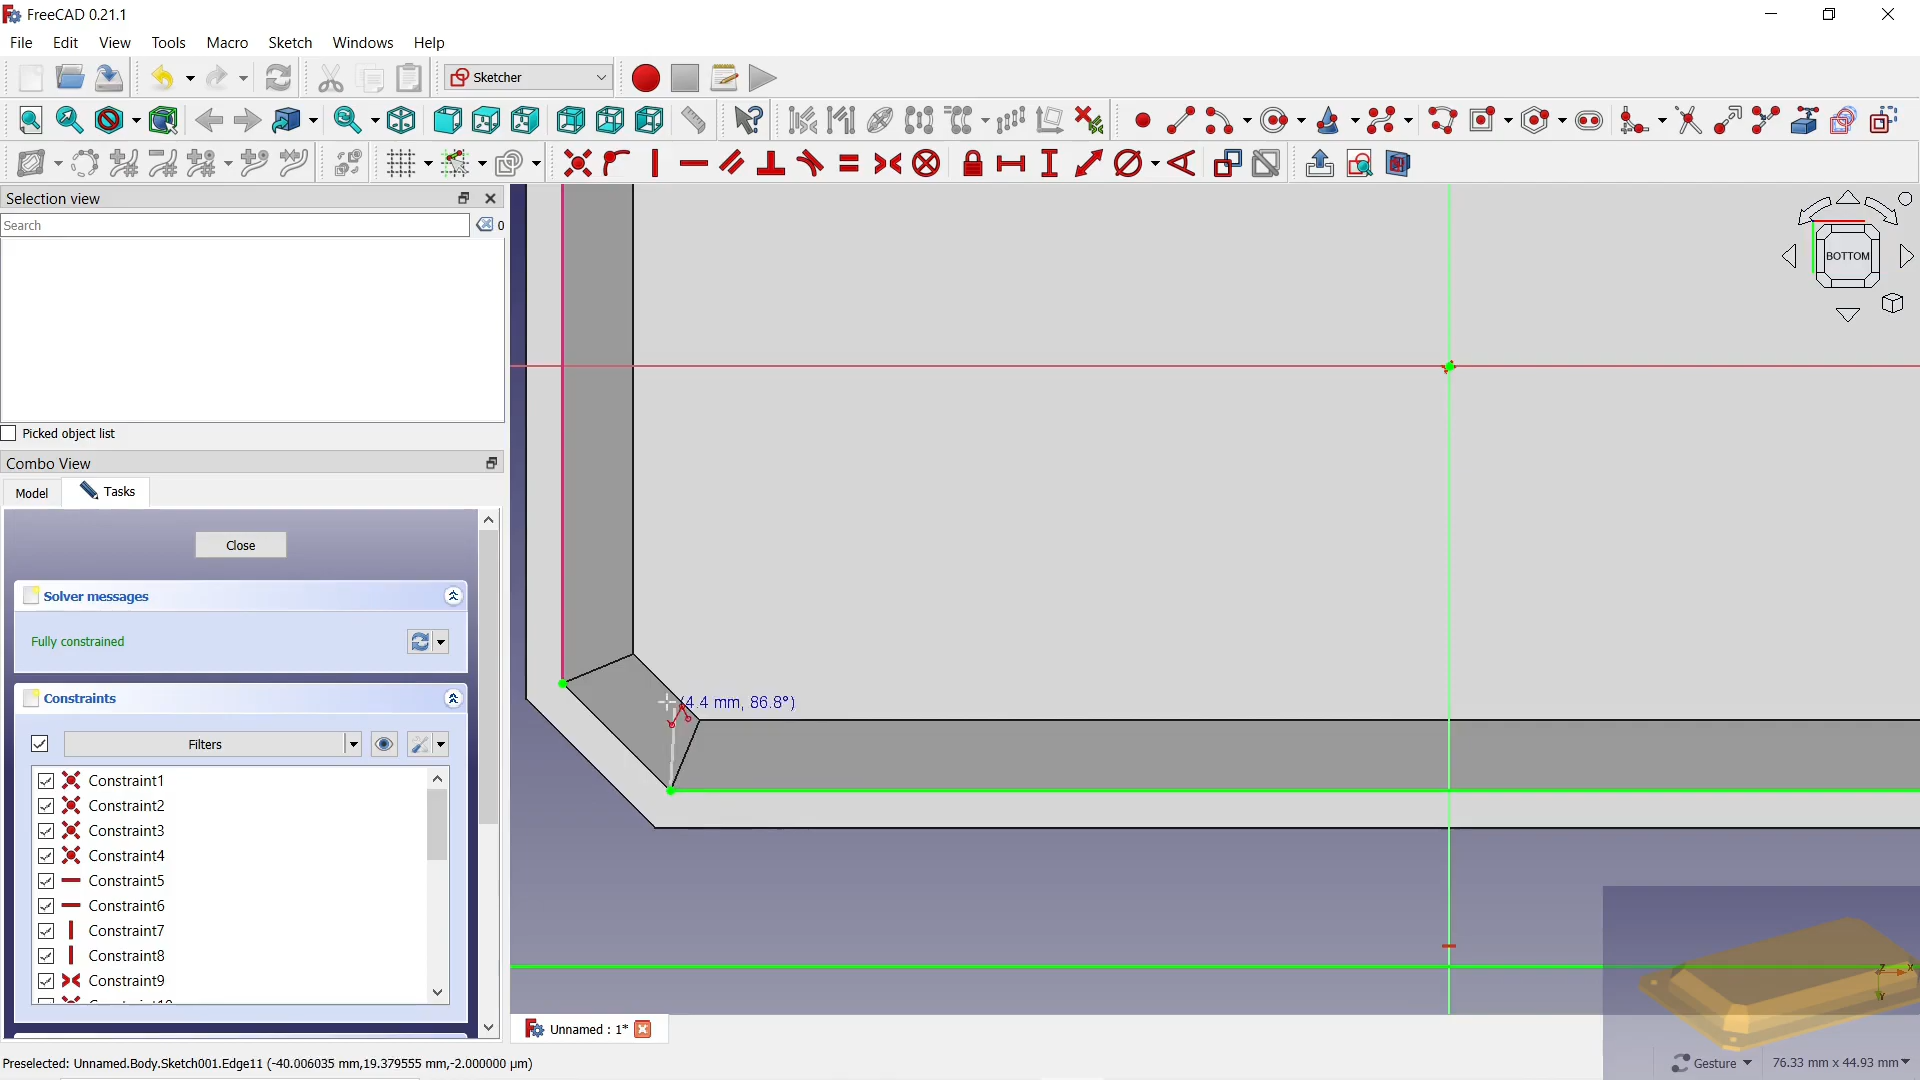 FreeCAD 0.21.1
File Edit View Tools Macro Sketch Windows Help
Sketcher
Selection view
Search
0
Picked object list
Combo View
Model Tasks
Close
Solver messages
Fully constrained
Constraints
Filters
Constraint1
Constraint2
Constraint3
Constraint4
Constraint5
Constraint6
Constraint7
Constraint8
Constraint9
BOTTOM
(4.4 mm, 86.8°)
Z X
Y
Unnamed : 1*
Preselected: Unnamed.Body.Sketch001.Edge11 (-40.006035 mm,19.379555 mm,-2.000000 µm)
Gesture 76.33 mm x 44.93 mm